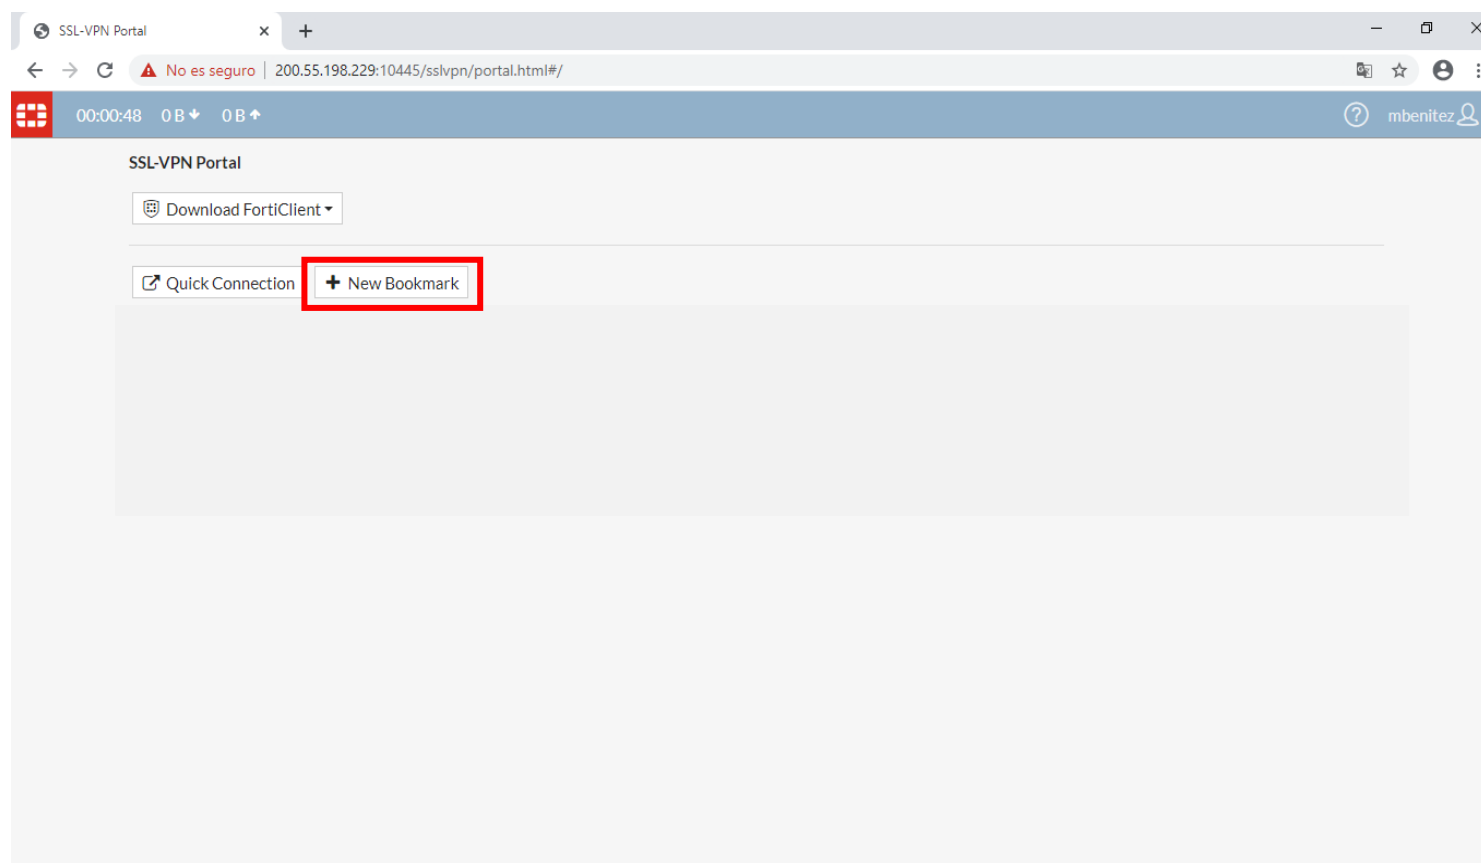 SSL-VPN Portal
No es seguro | 200.55.198.229:10445/sslvpn/portal.html#/
00:00:48 0 B 0 B mbenitez
SSL-VPN Portal
Download FortiClient
Quick Connection New Bookmark